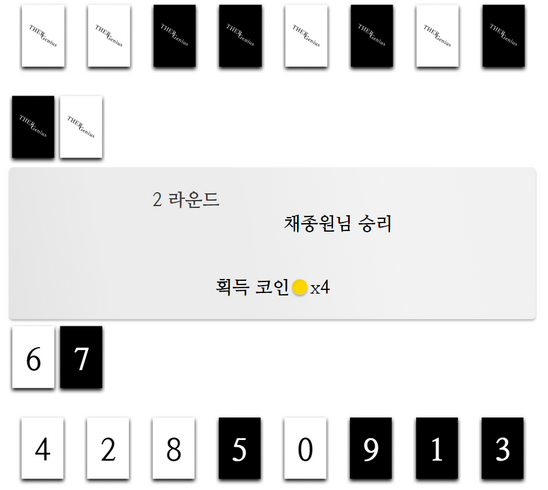 THE Genius THE Genius THE Genius THE Genius THE Genius THE Genius THE Genius THE Genius
THE Genius THE Genius
2 라운드
채종원님 승리
획득 코인 x4
6 7
4 2 8 5 0 9 1 3